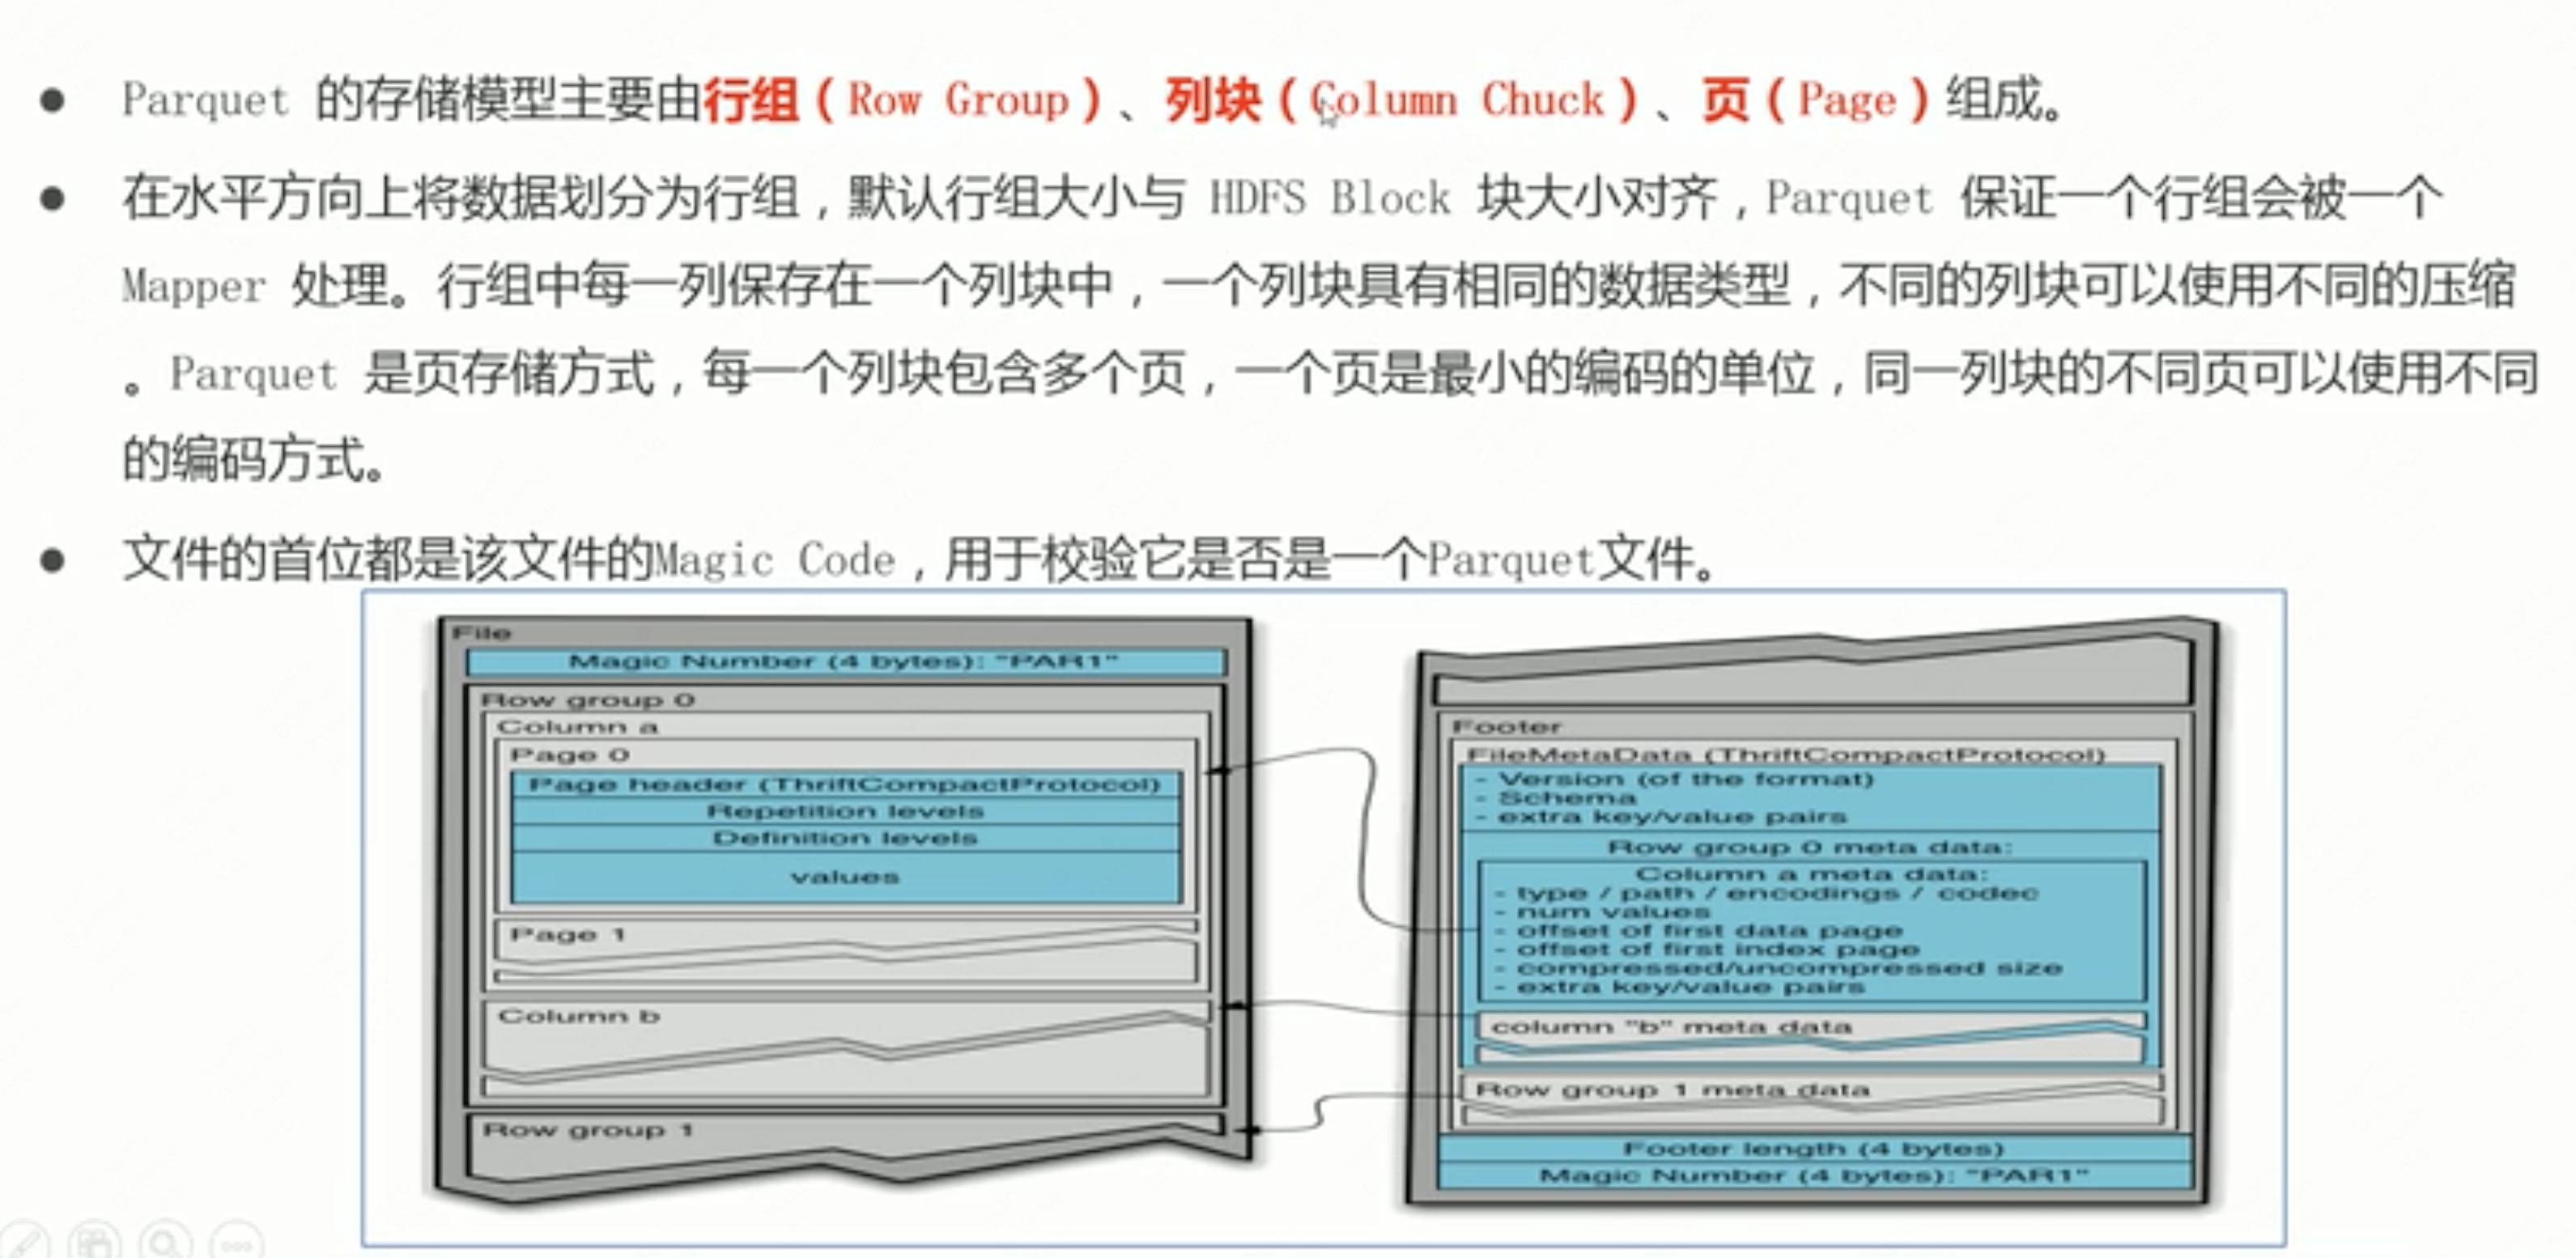 ● Parquet 的存储模型主要由行组（Row Group）、列块（Column Chuck）、页（Page）组成。
● 在水平方向上将数据划分为行组，默认行组大小与 HDFS Block 块大小对齐，Parquet 保证一个行组会被一个
Mapper 处理。行组中每一列保存在一个列块中，一个列块具有相同的数据类型，不同的列块可以使用不同的压缩
。Parquet 是页存储方式，每一个列块包含多个页，一个页是最小的编码的单位，同一列块的不同页可以使用不同
的编码方式。
● 文件的首位都是该文件的Magic Code，用于校验它是否是一个Parquet文件。
File
Magic Number (4 bytes): "PAR1"
Row group 0
Column a
Page 0
Page header (ThriftCompactProtocol)
Repetition levels
Definition levels
values
Page 1
Column b
Row group 1
Footer
FileMetaData (ThriftCompactProtocol)
- Version (of the format)
- Schema
- extra key/value pairs
Row group 0 meta data:
Column a meta data:
- type / path / encodings / codec
- num values
- offset of first data page
- offset of first index page
- compressed/uncompressed size
- extra key/value pairs
column "b" meta data
Row group 1 meta data
Footer length (4 bytes)
Magic Number (4 bytes): "PAR1"